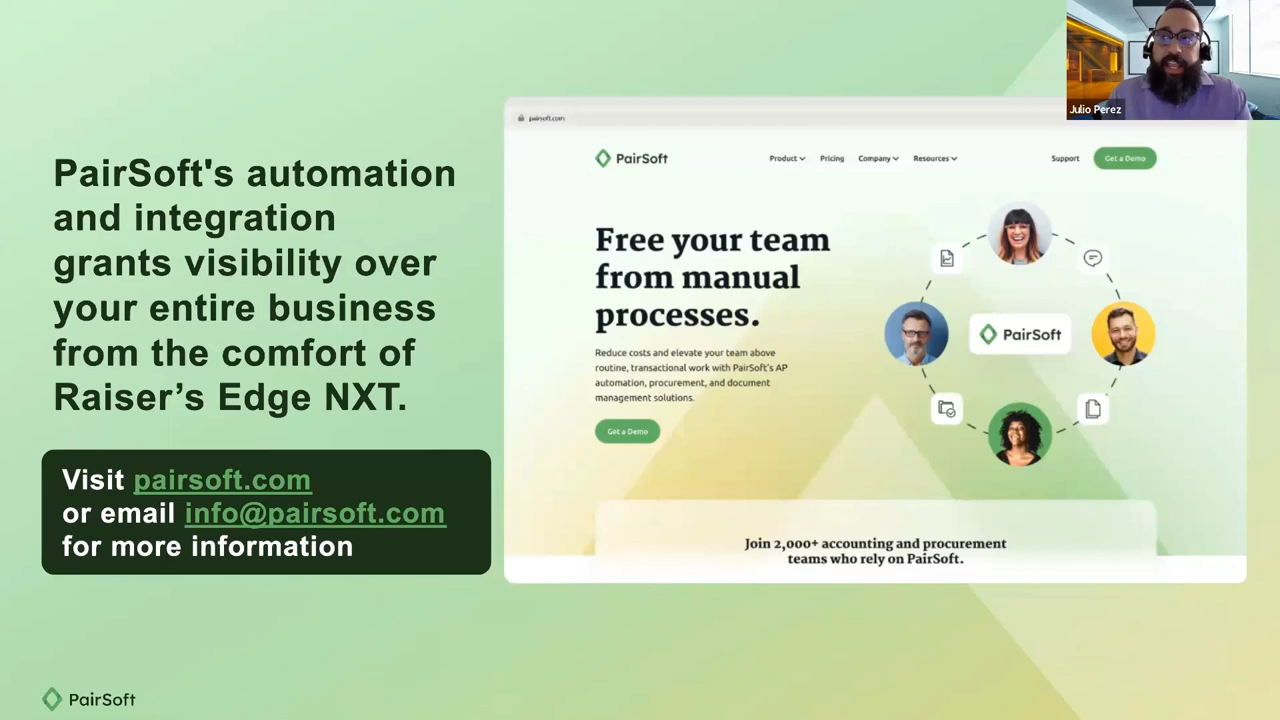 Julio Perez
PairSoft's automation
and integration
grants visibility over
your entire business
from the comfort of
Raiser’s Edge NXT.
Visit pairsoft.com
or email info@pairsoft.com
for more information
PairSoft
pairsoft.com
PairSoft
Product
Pricing
Company
Resources
Support
Get a Demo
Free your team
from manual
processes.
Reduce costs and elevate your team above
routine, transactional work with PairSoft's AP
automation, procurement, and document
management solutions.
Get a Demo
PairSoft
Join 2,000+ accounting and procurement
teams who rely on PairSoft.